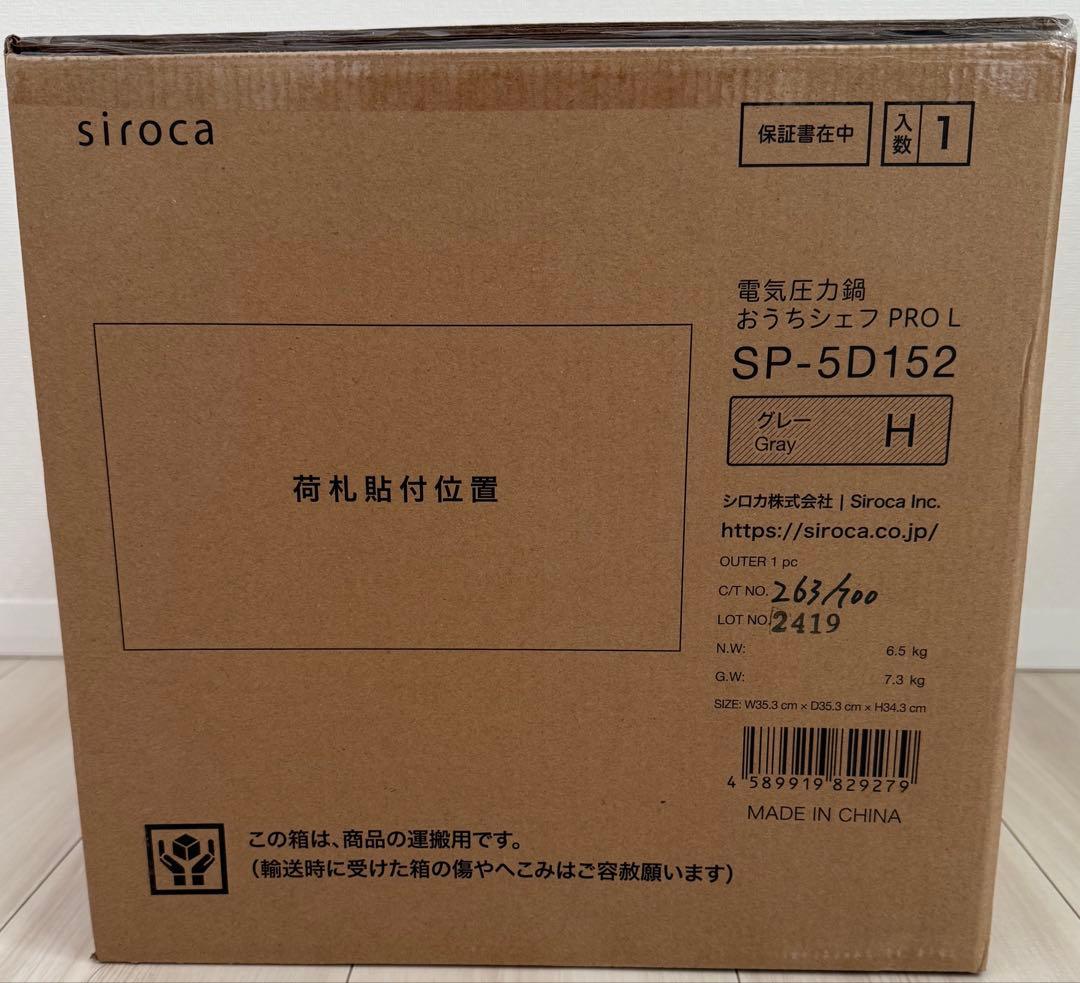 siroca
保証書在中
入数 1
電気圧力鍋
おうちシェフ PRO L
SP-5D152
グレー
Gray
H
荷札貼付位置
シロカ株式会社 | Siroca Inc.
https://siroca.co.jp/
OUTER 1 pc
C/T NO. 263/700
LOT NO. 2419
N.W: 6.5 kg
G.W: 7.3 kg
SIZE: W35.3 cm × D35.3 cm × H34.3 cm
4 589919 829279
MADE IN CHINA
この箱は、商品の運搬用です。
（輸送時に受けた箱の傷やへこみはご容赦願います）